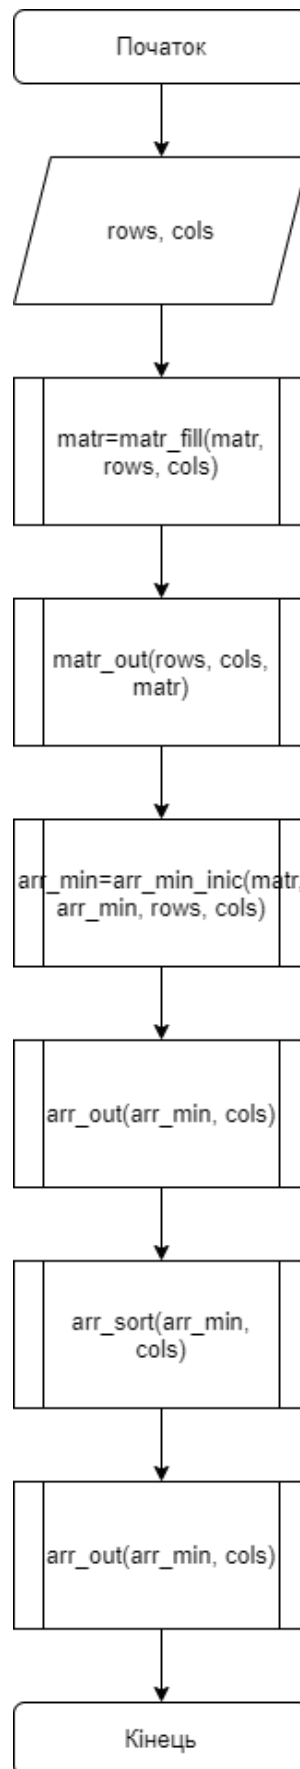 Початок
rows, cols
matr=matr_fill(matr,
rows, cols)
matr_out(rows, cols,
matr)
arr_min=arr_min_inic(matr,
arr_min, rows, cols)
arr_out(arr_min, cols)
arr_sort(arr_min,
cols)
arr_out(arr_min, cols)
Кінець